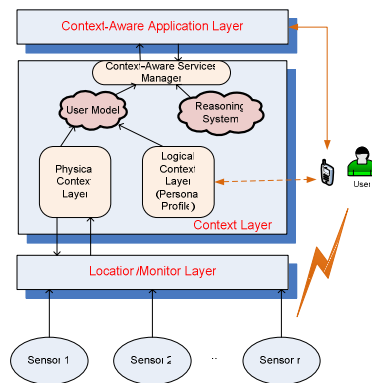 Context-Aware Application Layer
Context-Aware Services
Manager
User Model
Reasoning
System
Physica
Context
Layer
Logical
Context
Layer
(Persona
Profile)
User
Context Layer
Location/Monitor Layer
Sensor 1
Sensor 2
..
Sensor n